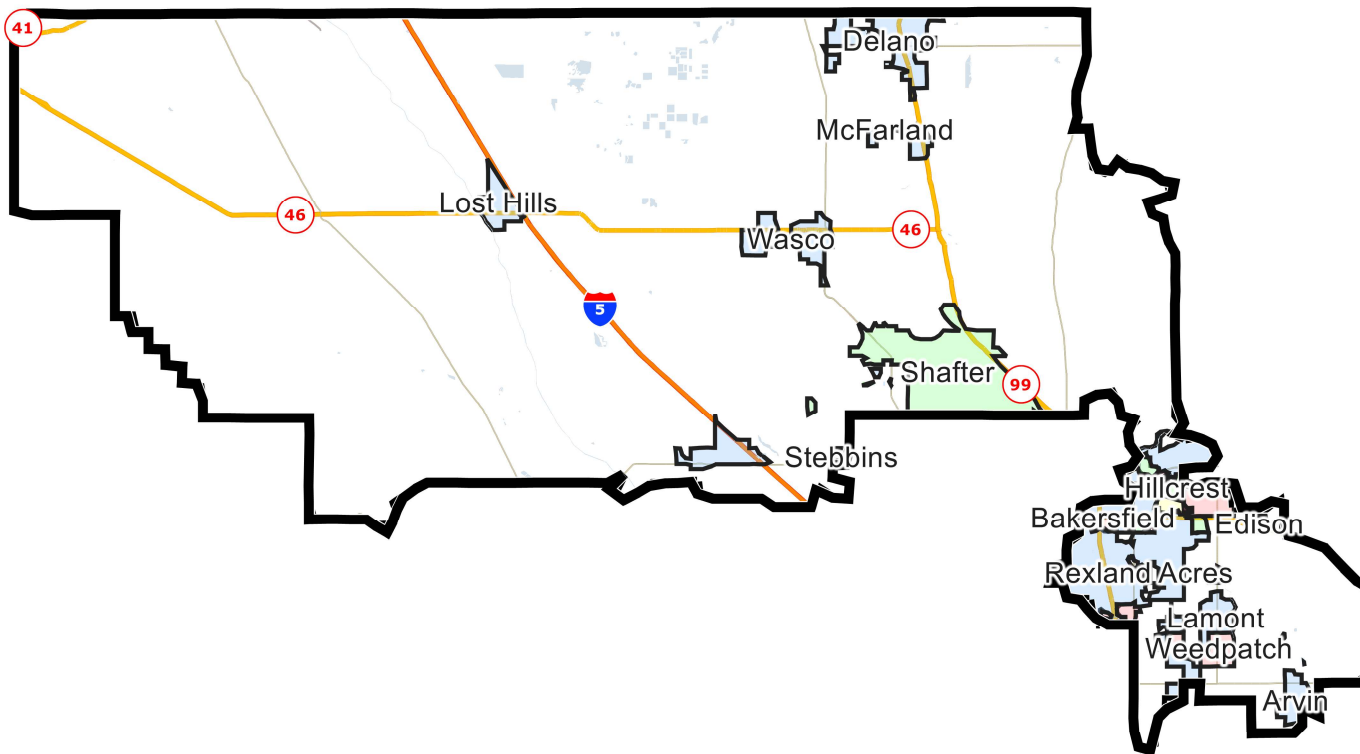 41
Delano
McFarland
Lost Hills
46
Wasco
46
5
Shafter
99
Stebbins
Hillcrest
Bakersfield
Edison
Rexland Acres
Lamont
Weedpatch
Arvin